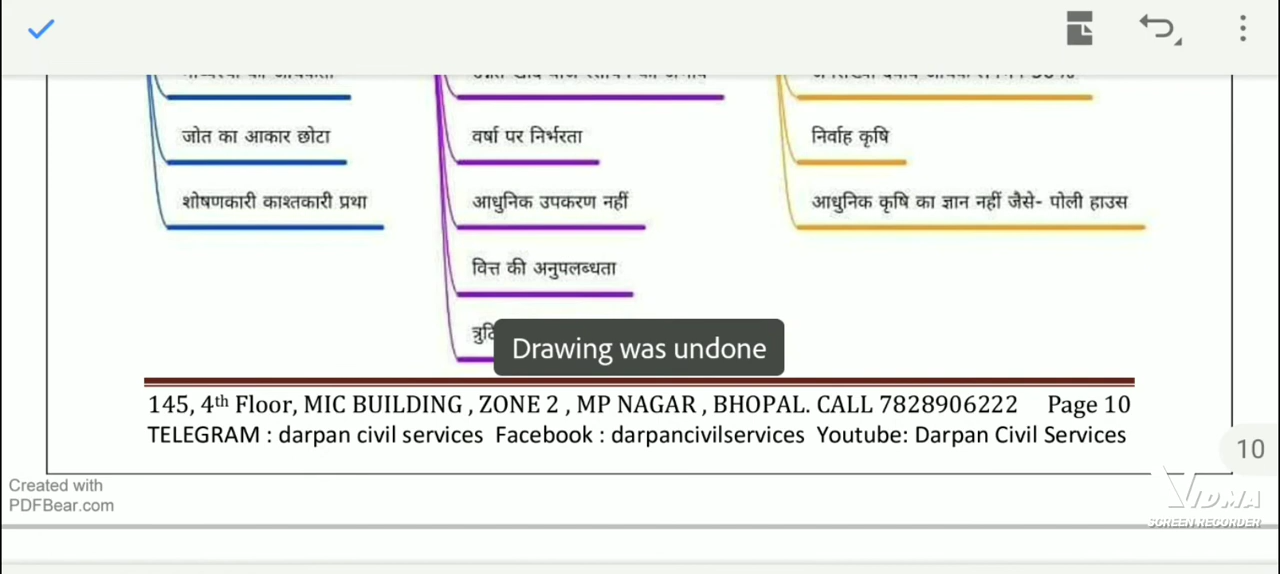 जोत का आकार छोटा
शोषणकारी काश्तकारी प्रथा
वर्षा पर निर्भरता
आधुनिक उपकरण नहीं
वित्त की अनुपलब्धता
निर्वाह कृषि
आधुनिक कृषि का ज्ञान नहीं जैसे- पोली हाउस
Drawing was undone
145, 4th Floor, MIC BUILDING , ZONE 2 , MP NAGAR , BHOPAL. CALL 7828906222 Page 10
TELEGRAM : darpan civil services Facebook : darpancivilservices Youtube: Darpan Civil Services
10
Created with
PDFBear.com
VIDMA
SCREEN RECORDER